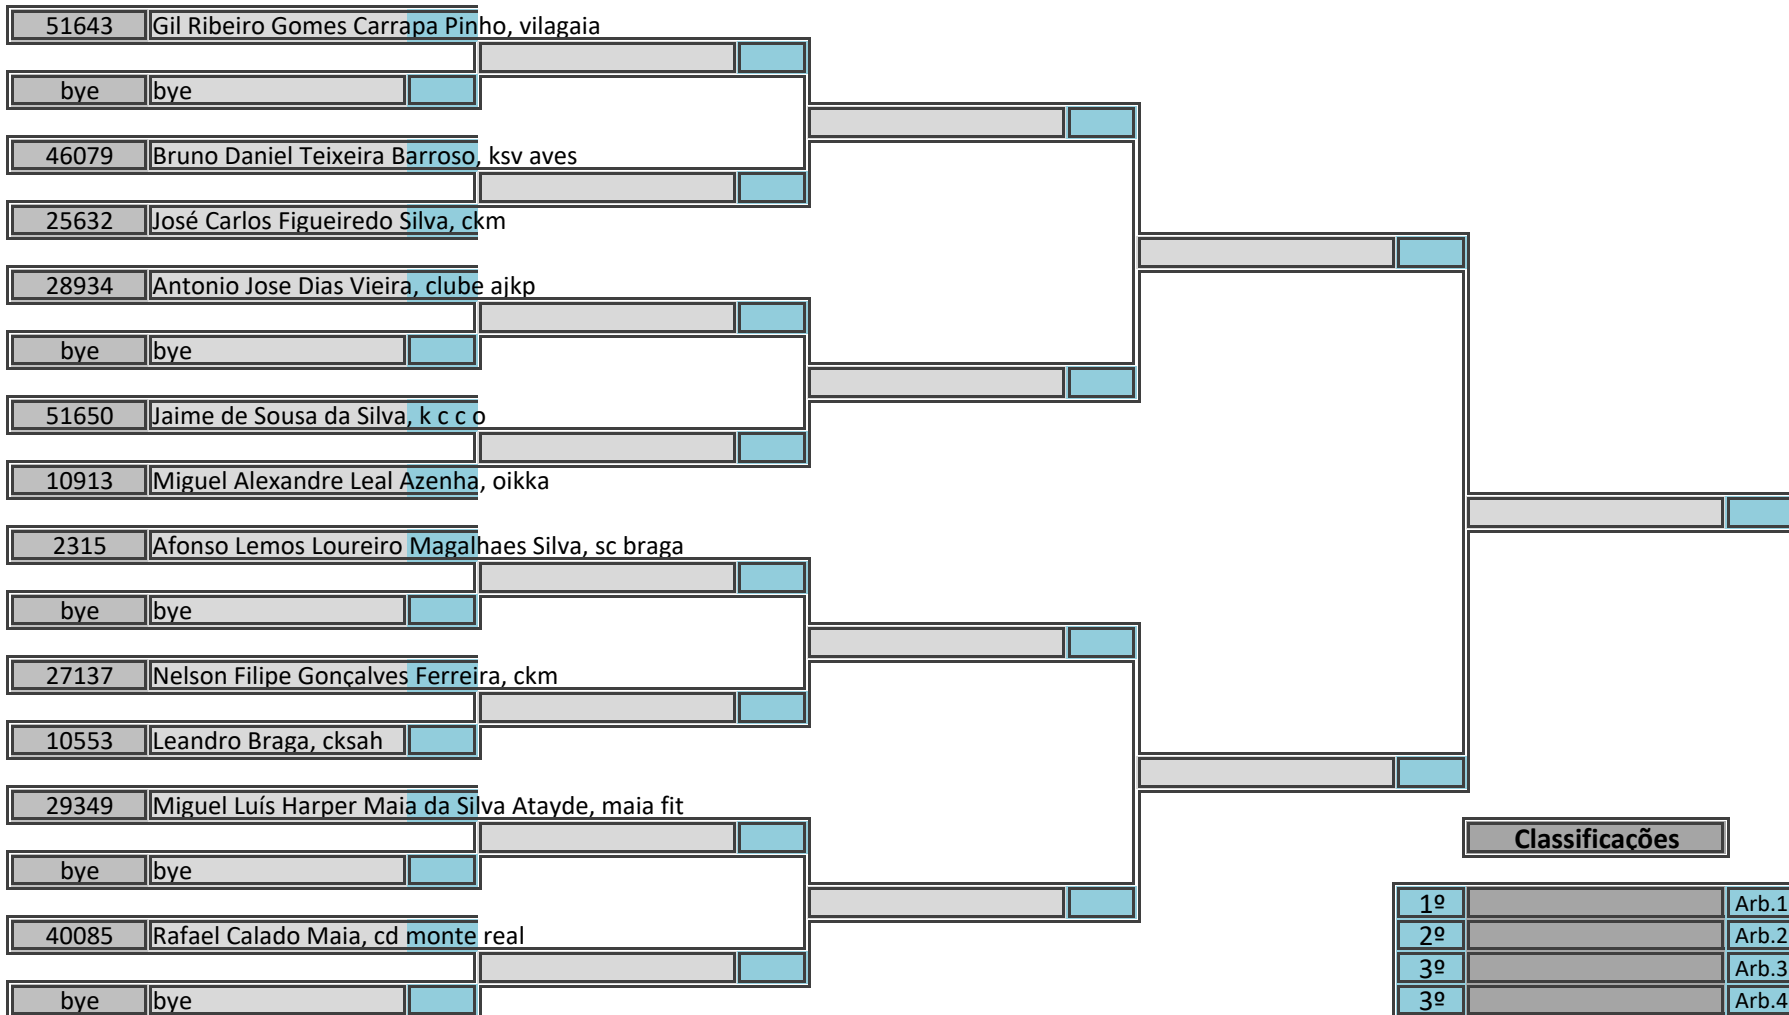 51643 Gil Ribeiro Gomes Carrapa Pinho, vilagaia
bye bye
46079 Bruno Daniel Teixeira Barroso, ksv aves
25632 José Carlos Figueiredo Silva, ckm
28934 Antonio Jose Dias Vieira, clube ajkp
bye bye
51650 Jaime de Sousa da Silva, k c c o
10913 Miguel Alexandre Leal Azenha, oikka
2315 Afonso Lemos Loureiro Magalhaes Silva, sc braga
bye bye
27137 Nelson Filipe Gonçalves Ferreira, ckm
10553 Leandro Braga, cksah
29349 Miguel Luís Harper Maia da Silva Atayde, maia fit
bye bye
40085 Rafael Calado Maia, cd monte real
bye bye
Classificações
1º Arb.1
2º Arb.2
3º Arb.3
3º Arb.4